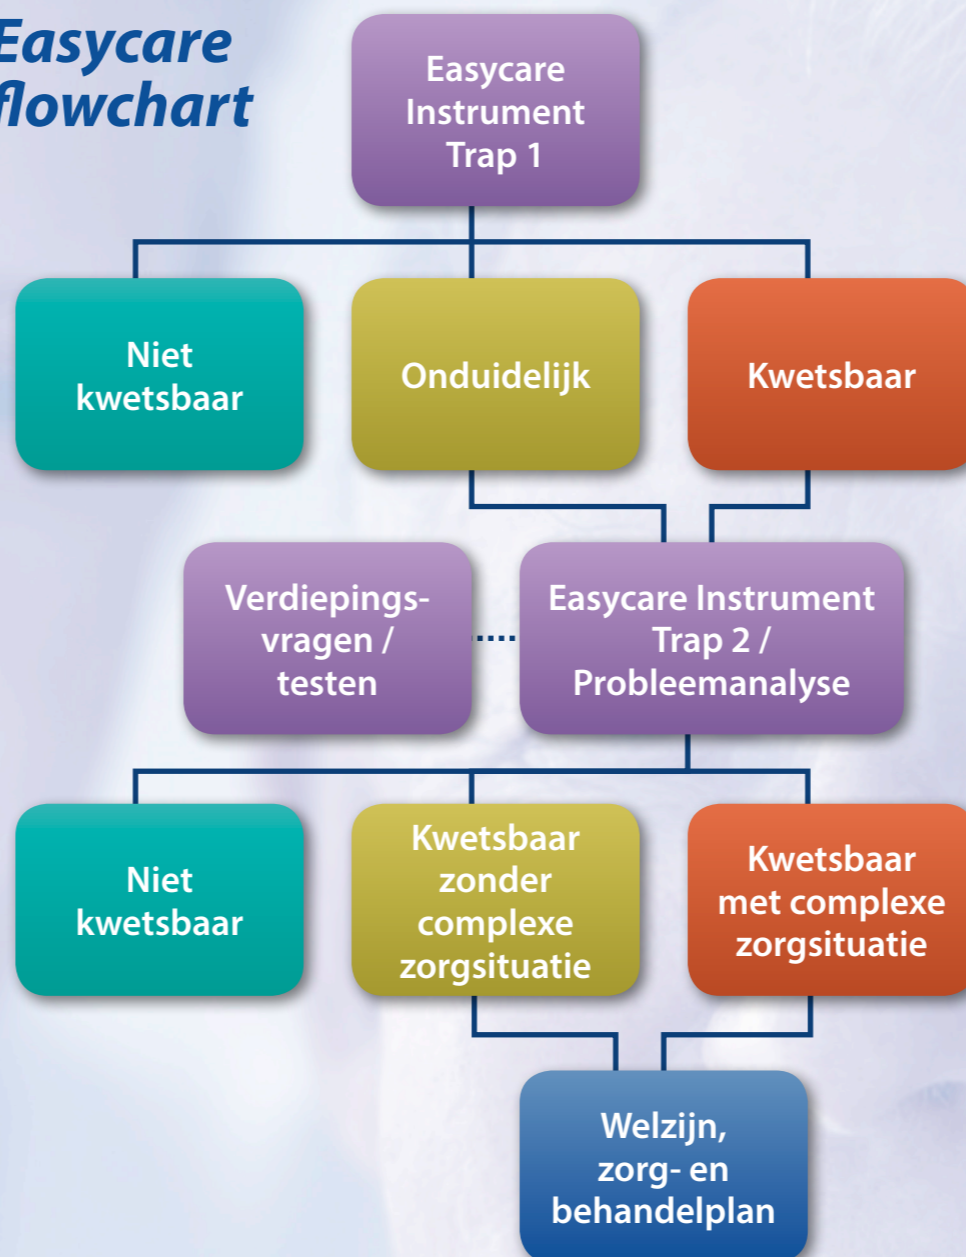 Easycare
flowchart
Easycare
Instrument
Trap 1
Niet
kwetsbaar
Onduidelijk
Kwetsbaar
Verdiepings-
vragen /
testen
Easycare Instrument
Trap 2 /
Probleemanalyse
Niet
kwetsbaar
Kwetsbaar
zonder
complexe
zorgsituatie
Kwetsbaar
met complexe
zorgsituatie
Welzijn,
zorg- en
behandelplan